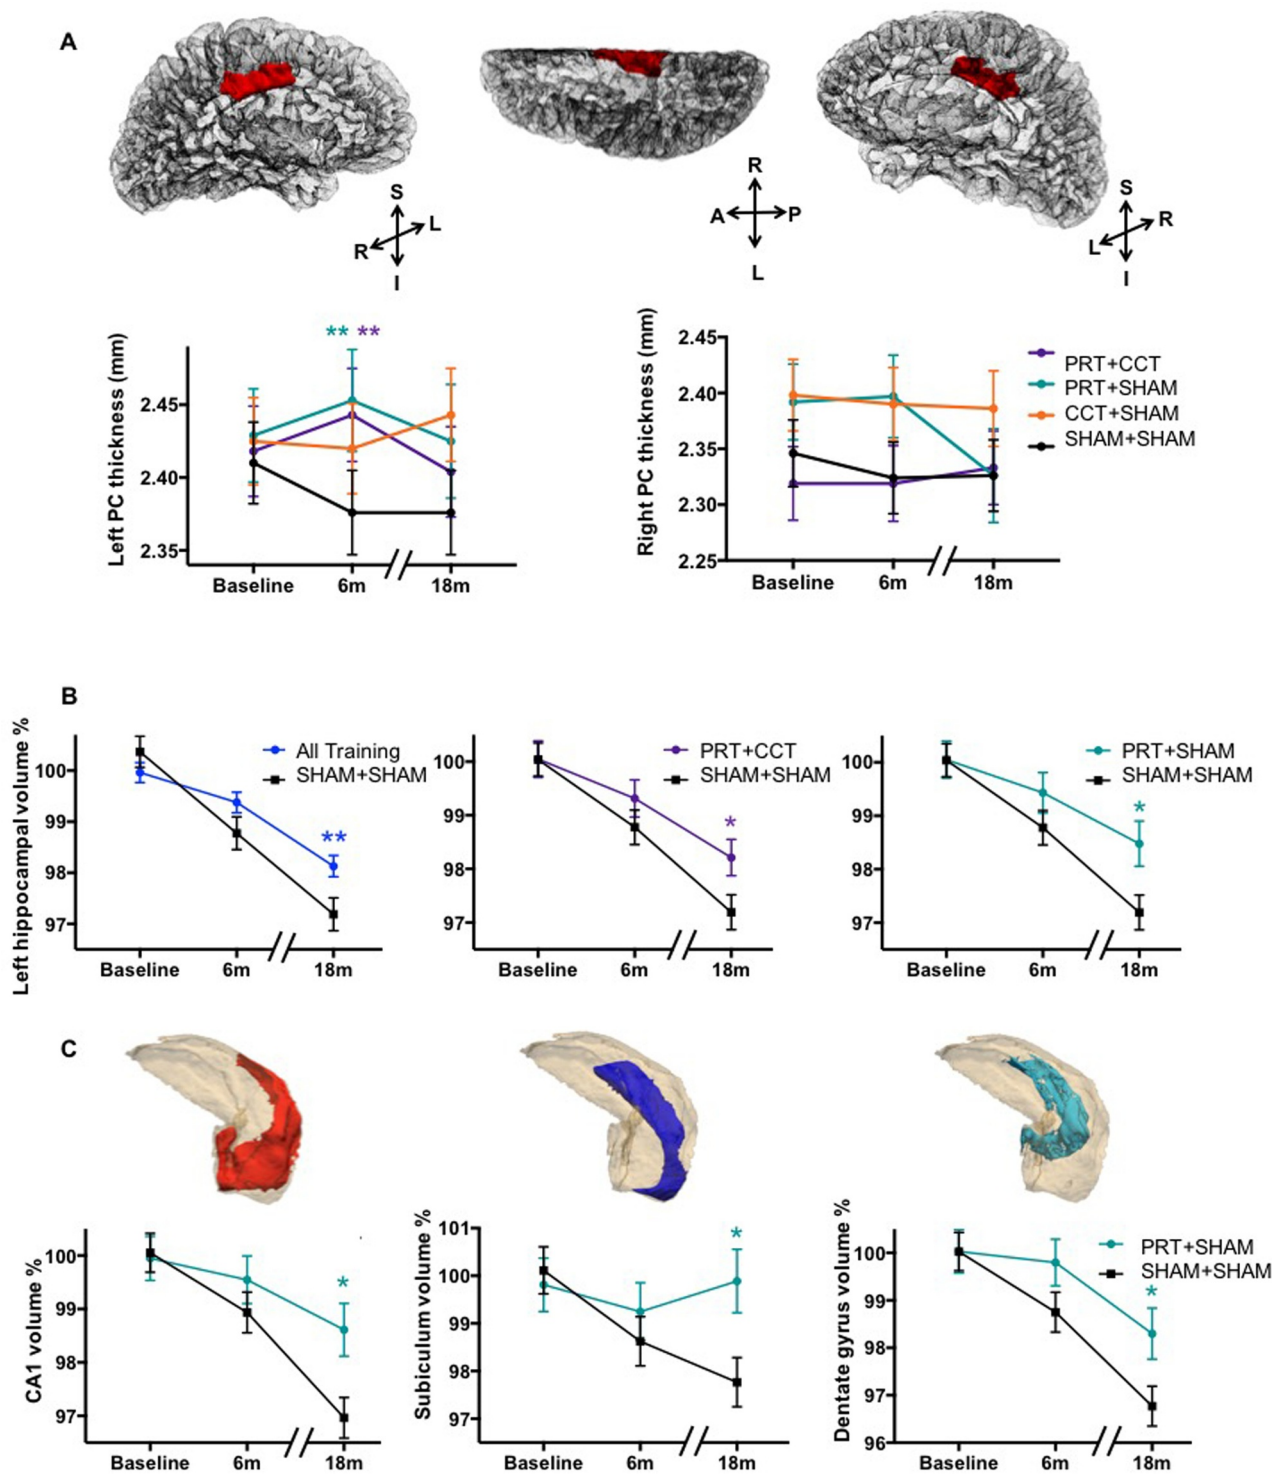 A
S
L
R
I
R
A
P
L
S
R
L
I
** **
Left PC thickness (mm)
2.45
2.40
2.35
Baseline 6m 18m
Right PC thickness (mm)
2.45
2.40
2.35
2.30
2.25
Baseline 6m 18m
PRT+CCT
PRT+SHAM
CCT+SHAM
SHAM+SHAM
B
Left hippocampal volume %
100
99
98
97
All Training
SHAM+SHAM
**
Baseline 6m 18m
100
99
98
97
PRT+CCT
SHAM+SHAM
*
Baseline 6m 18m
100
99
98
97
PRT+SHAM
SHAM+SHAM
*
Baseline 6m 18m
C
CA1 volume %
100
99
98
97
*
Baseline 6m 18m
Subiculum volume %
101
100
99
98
97
*
Baseline 6m 18m
Dentate gyrus volume %
100
99
98
97
96
PRT+SHAM
SHAM+SHAM
*
Baseline 6m 18m